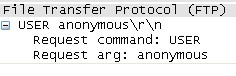 File Transfer Protocol (FTP)
USER anonymous\r\n
Request command: USER
Request arg: anonymous